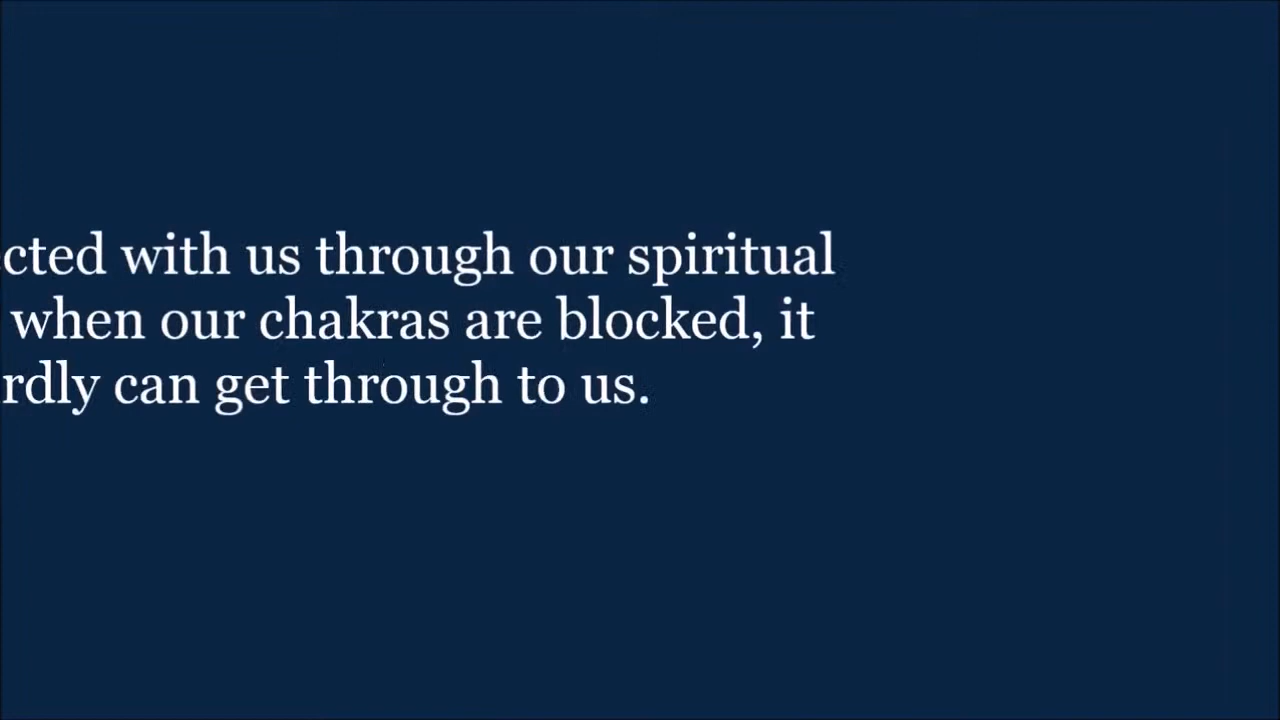 cted with us through our spiritual
when our chakras are blocked, it
rdly can get through to us.